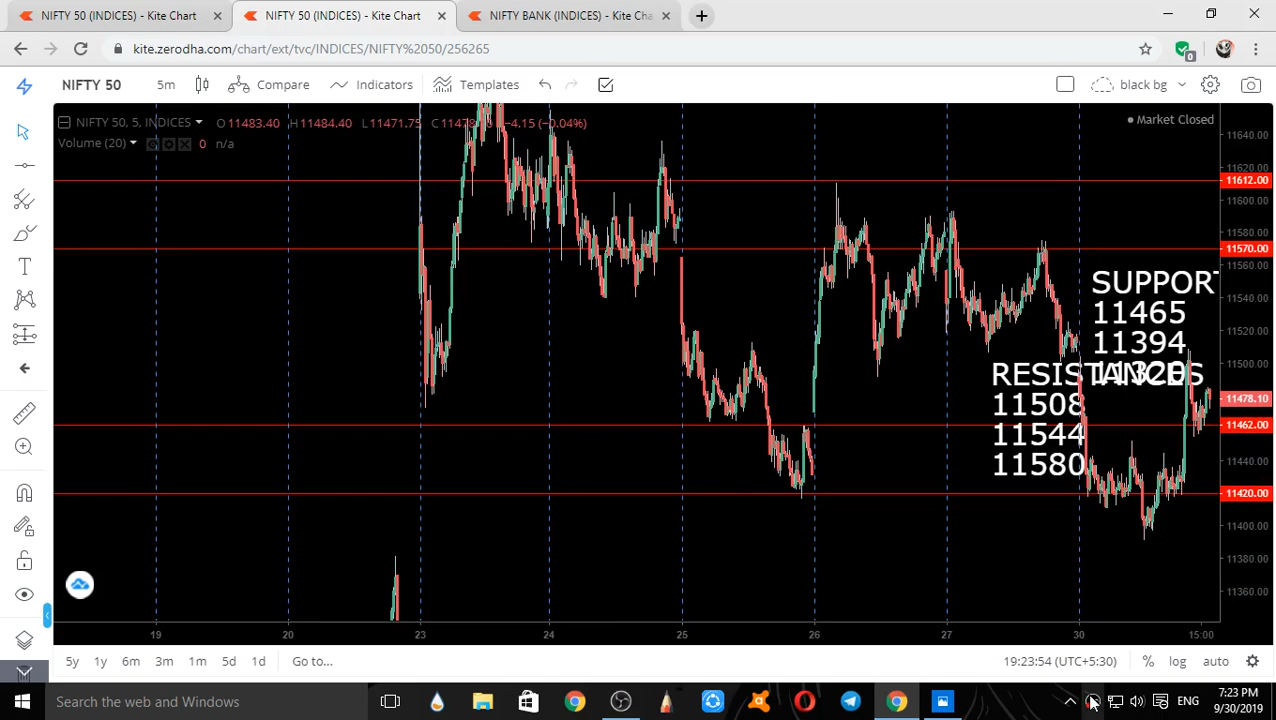 NIFTY 50 (INDICES) - Kite Chart
NIFTY 50 (INDICES) - Kite Chart
NIFTY BANK (INDICES) - Kite Cha
kite.zerodha.com/chart/ext/tvc/INDICES/NIFTY%2050/256265
0
NIFTY 50
5m
Compare
Indicators
Templates
black bg
NIFTY 50, 5, INDICES
O 11483.40 H 11484.40 L 11471.75 −4.15 (−0.04%)
Market Closed
Volume (20)
0 n/a
11640.00
11620.00
11612.00
11600.00
11580.00
11570.00
11560.00
11540.00
11520.00
11500.00
11478.10
11462.00
11440.00
11420.00
11400.00
11380.00
11360.00
SUPPORT
11465
11394
11320
RESISTANCES
11508
11544
11580
19
20
23
24
25
26
27
30
15:00
5y 1y 6m 3m 1m 5d 1d Go to...
19:23:54 (UTC+5:30) % log auto
Search the web and Windows
ENG
7:23 PM
9/30/2019